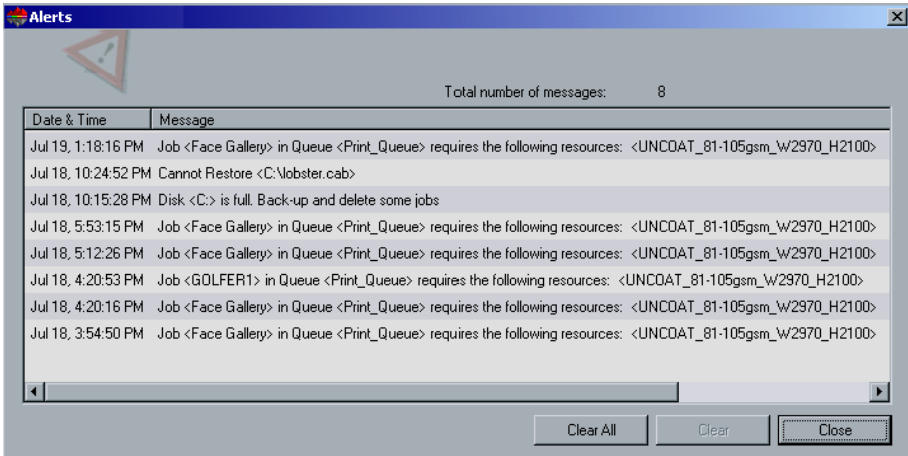 Alerts
Total number of messages: 8
Date & Time Message
Jul 19, 1:18:16 PM Job <Face Gallery> in Queue <Print_Queue> requires the following resources: <UNCOAT_81-105gsm_W2970_H2100>
Jul 18, 10:24:52 PM Cannot Restore <C:\lobster.cab>
Jul 18, 10:15:28 PM Disk <C:> is full. Back-up and delete some jobs
Jul 18, 5:53:15 PM Job <Face Gallery> in Queue <Print_Queue> requires the following resources: <UNCOAT_81-105gsm_W2970_H2100>
Jul 18, 5:12:26 PM Job <Face Gallery> in Queue <Print_Queue> requires the following resources: <UNCOAT_81-105gsm_W2970_H2100>
Jul 18, 4:20:53 PM Job <GOLFER1> in Queue <Print_Queue> requires the following resources: <UNCOAT_81-105gsm_W2970_H2100>
Jul 18, 4:20:16 PM Job <Face Gallery> in Queue <Print_Queue> requires the following resources: <UNCOAT_81-105gsm_W2970_H2100>
Jul 18, 3:54:50 PM Job <Face Gallery> in Queue <Print_Queue> requires the following resources: <UNCOAT_81-105gsm_W2970_H2100>
Clear All Clear Close